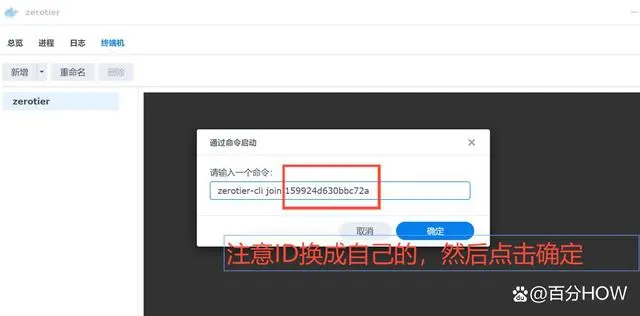 zerotier
总览 进程 日志 终端机
新增 重命名 删除
zerotier
通过命令启动
请输入一个命令:
zerotier-cli join 159924d630bbc72a
取消 确定
注意ID换成自己的，然后点击确定
@百分HOW